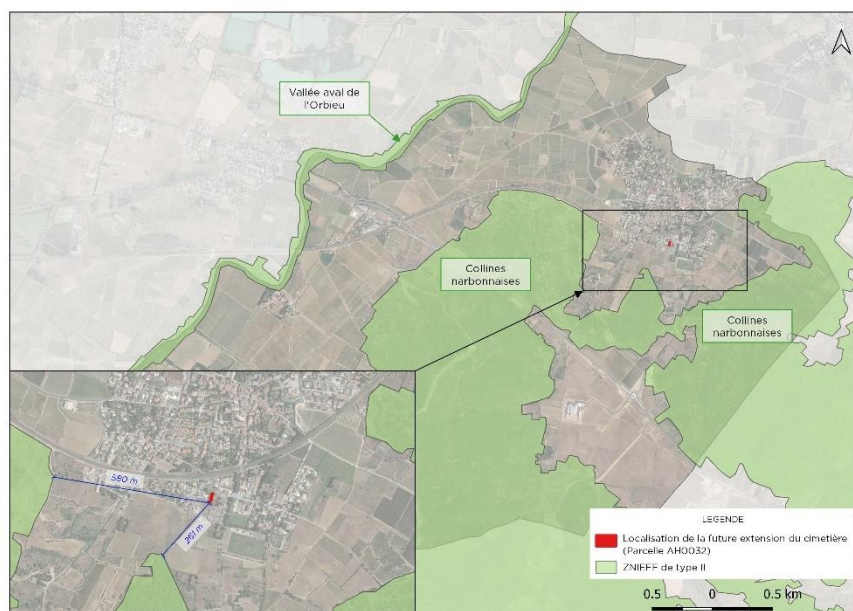 Vallée aval de
l'Orbieu
Collines
narbonnaises
Collines
narbonnaises
580 m
261 m
LEGENDE
Localisation de la future extension du cimetière
(Parcelle AH0032)
ZNIEFF de type II
0.5 0 0.5 km